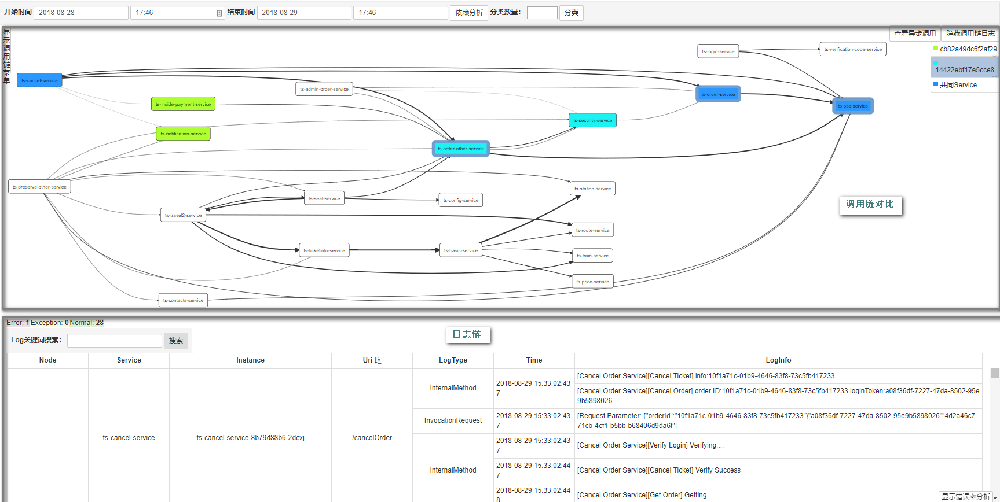 开始时间 2018-08-28 17:46 结束时间 2018-08-29 17:46 依赖分析 分类数量： 分类
显示调用链菜单
查看异步调用 隐藏调用链日志
cb82a49dc6f2af29
14422ebf17e5cce8
共同Service
ts-login-service
ts-verification-code-service
ts-cancel-service
ts-admin-order-service
ts-order-service
ts-inside-payment-service
ts-sso-service
ts-security-service
ts-notification-service
ts-order-other-service
ts-preserve-other-service
ts-station-service
ts-seat-service
ts-config-service
调用链对比
ts-travel2-service
ts-route-service
ts-ticketinfo-service
ts-basic-service
ts-train-service
ts-price-service
ts-contacts-service
Error: 1 Exception: 0 Normal: 28
日志链
Log关键词搜索： 搜索
Node Service Instance Uri LogType Time LogInfo
ts-cancel-service
ts-cancel-service-8b79d88b6-2dcxj
/cancelOrder
InternalMethod
2018-08-29 15:33:02.43
7
[Cancel Order Service][Cancel Ticket] info:10f1a71c-01b9-4646-83f8-73c5fb417233
[Cancel Order Service][Cancel Order] order ID:10f1a71c-01b9-4646-83f8-73c5fb417233 loginToken:a08f36df-7227-47da-8502-95e
9b5898026
InvocationRequest
2018-08-29 15:33:02.43
7
[Request Parameter: {"orderId":"10f1a71c-01b9-4646-83f8-73c5fb417233"}"a08f36df-7227-47da-8502-95e9b5898026""4d2a46c7-
71cb-4cf1-b5bb-b68406d9da6f"]
InternalMethod
2018-08-29 15:33:02.43
7
[Cancel Order Service][Verify Login] Verifying....
2018-08-29 15:33:02.44
7
[Cancel Order Service][Cancel Ticket] Verify Success
2018-08-29 15:33:02.44
8
[Cancel Order Service][Get Order] Getting....
显示错误率分析